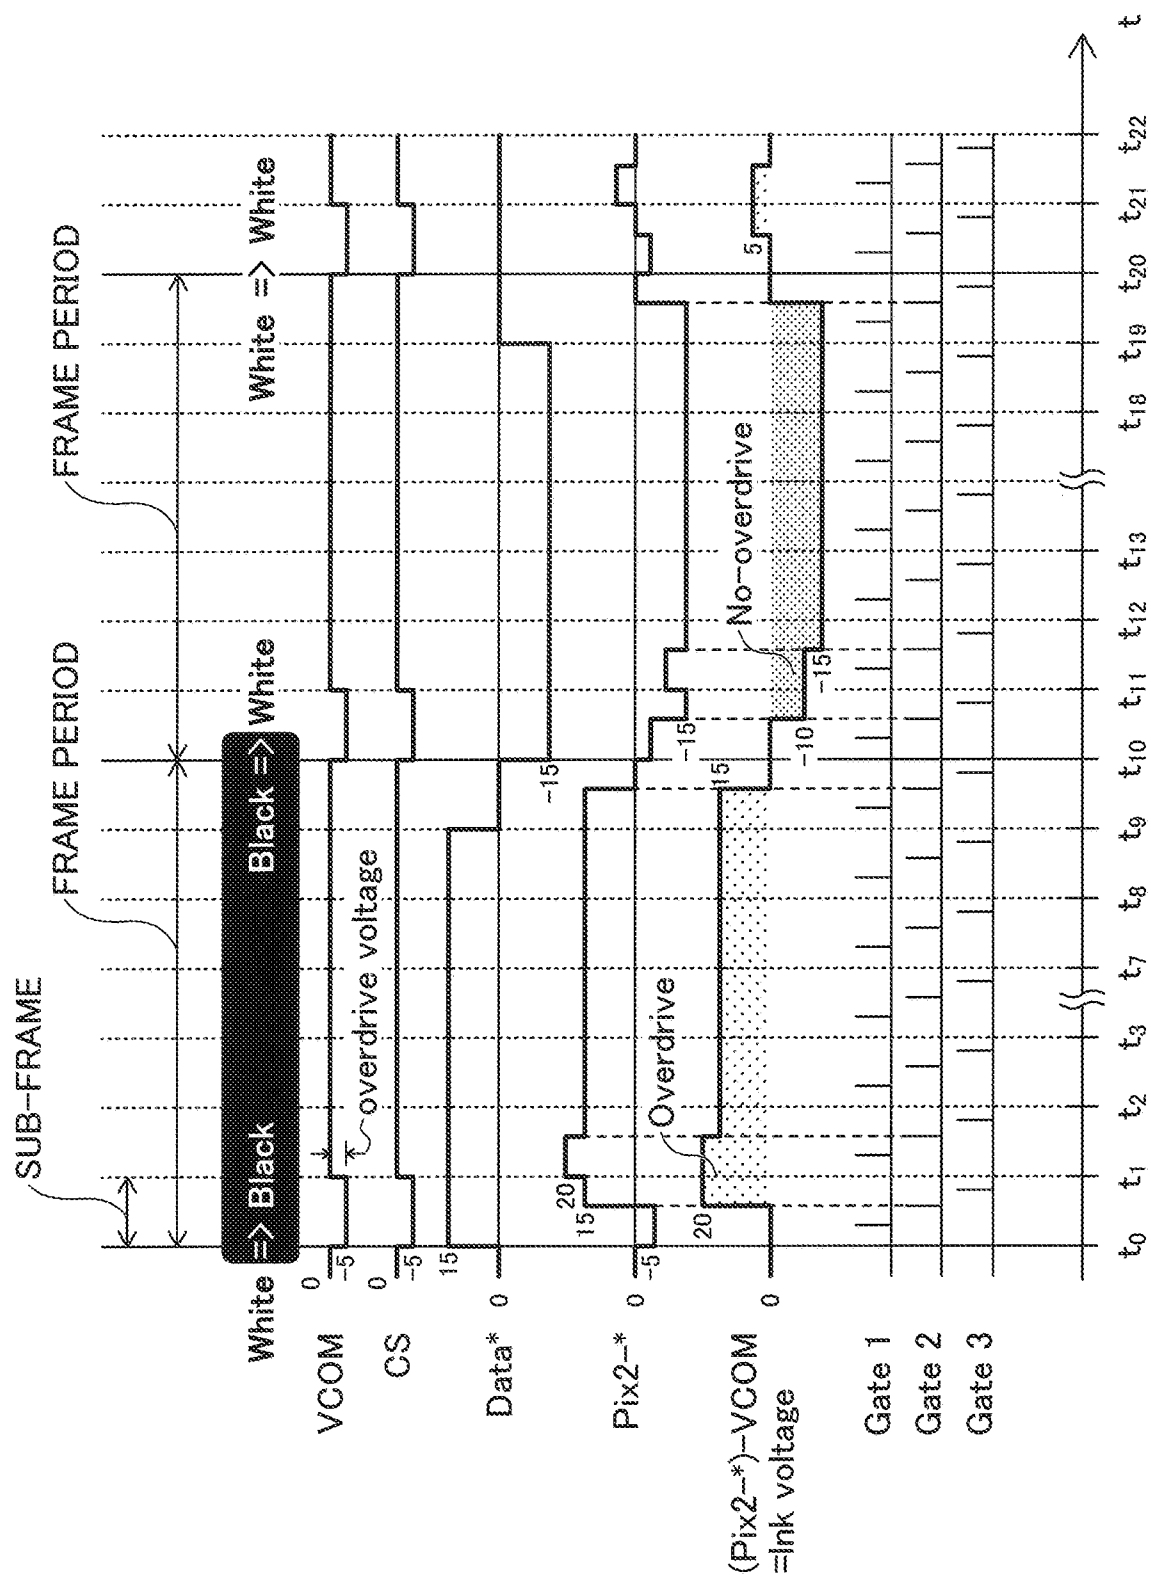 SUB-FRAME
FRAME PERIOD
FRAME PERIOD
White => Black
Black => White
White => White
VCOM
0
-5
overdrive voltage
CS
0
-5
Data*
0
15
-15
Pix2-*
0
-5
15
20
-15
(Pix2-*)-VCOM
=Ink voltage
0
20
Overdrive
15
-10
-15
No-overdrive
5
Gate 1
Gate 2
Gate 3
t0 t1 t2 t3 t7 t8 t9 t10 t11 t12 t13 t18 t19 t20 t21 t22 t